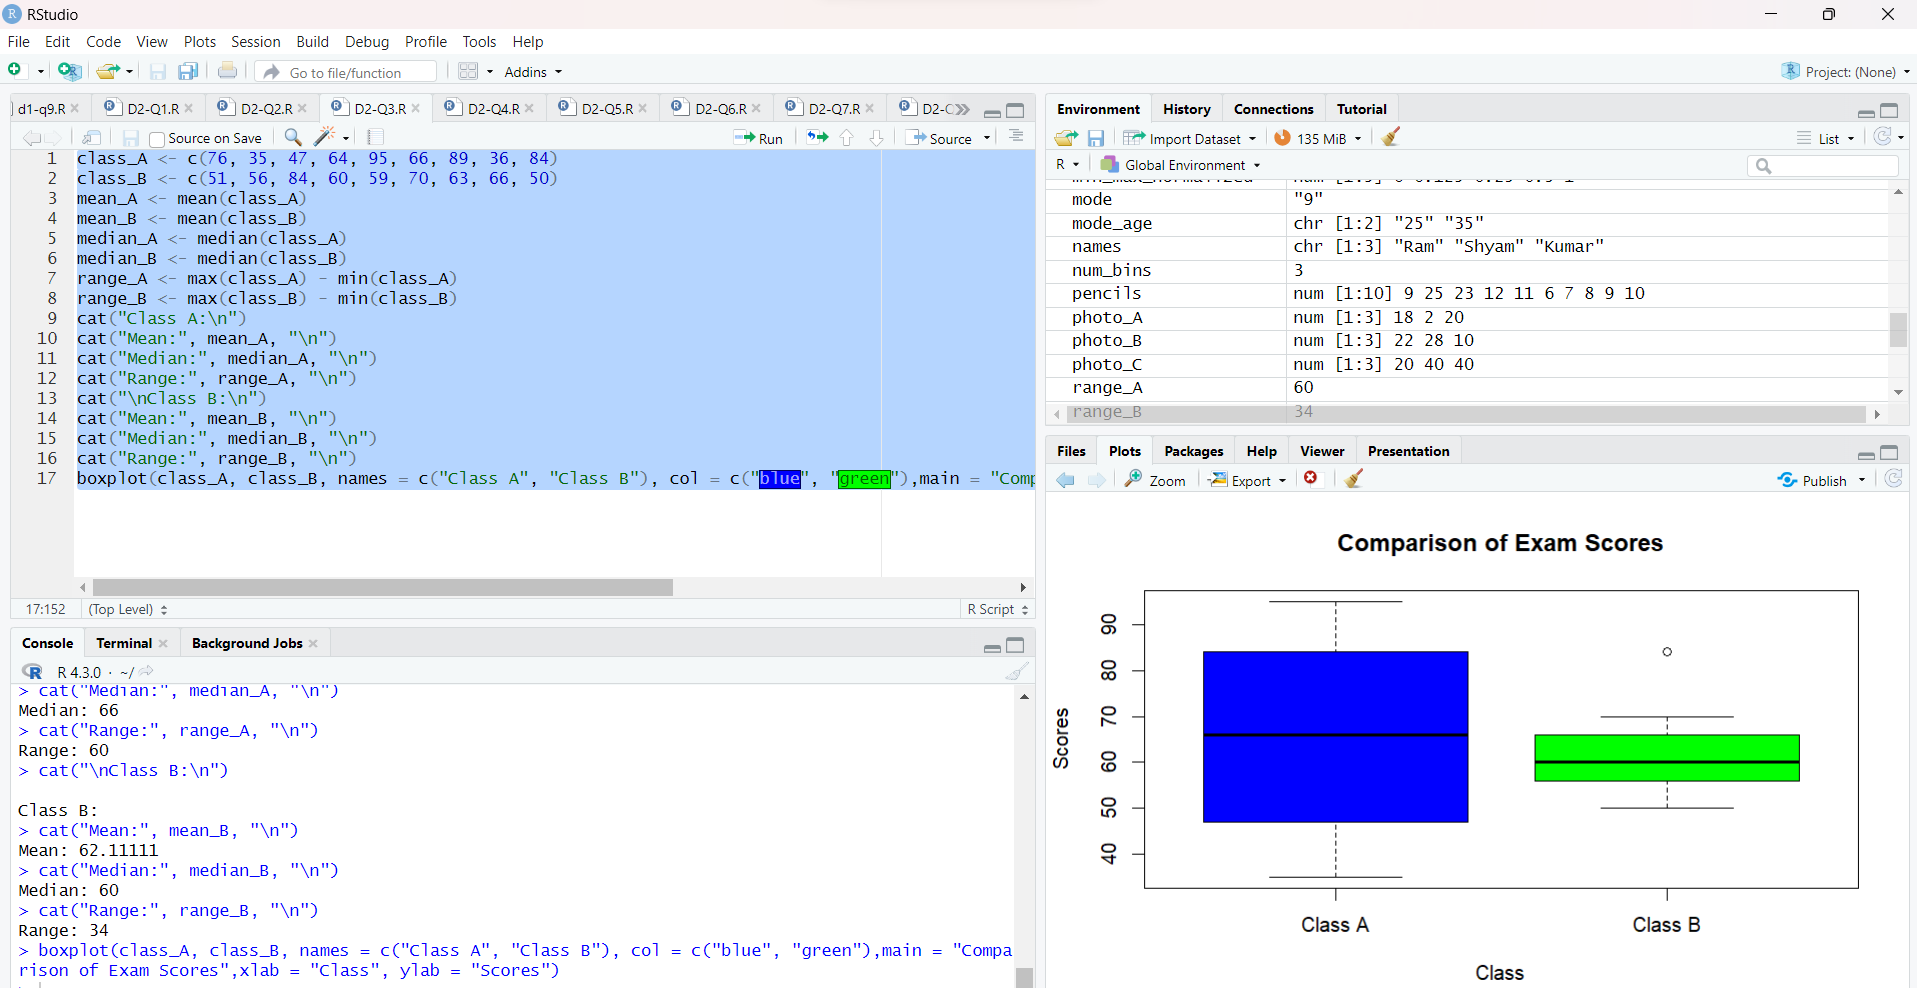 RStudio
File Edit Code View Plots Session Build Debug Profile Tools Help
Go to file/function Addins Project: (None)
d1-q9.R D2-Q1.R D2-Q2.R D2-Q3.R D2-Q4.R D2-Q5.R D2-Q6.R D2-Q7.R
Source on Save Run Source
1 class_A <- c(76, 35, 47, 64, 95, 66, 89, 36, 84)
2 class_B <- c(51, 56, 84, 60, 59, 70, 63, 66, 50)
3 mean_A <- mean(class_A)
4 mean_B <- mean(class_B)
5 median_A <- median(class_A)
6 median_B <- median(class_B)
7 range_A <- max(class_A) - min(class_A)
8 range_B <- max(class_B) - min(class_B)
9 cat("Class A:\n")
10 cat("Mean:", mean_A, "\n")
11 cat("Median:", median_A, "\n")
12 cat("Range:", range_A, "\n")
13 cat("\nClass B:\n")
14 cat("Mean:", mean_B, "\n")
15 cat("Median:", median_B, "\n")
16 cat("Range:", range_B, "\n")
17 boxplot(class_A, class_B, names = c("Class A", "Class B"), col = c("blue", "green"),main = "Comp
17:152 (Top Level) R Script
Console Terminal Background Jobs
R 4.3.0 · ~/
> cat("Median:", median_A, "\n")
Median: 66
> cat("Range:", range_A, "\n")
Range: 60
> cat("\nClass B:\n")
Class B:
> cat("Mean:", mean_B, "\n")
Mean: 62.11111
> cat("Median:", median_B, "\n")
Median: 60
> cat("Range:", range_B, "\n")
Range: 34
> boxplot(class_A, class_B, names = c("Class A", "Class B"), col = c("blue", "green"),main = "Compa
rison of Exam Scores",xlab = "Class", ylab = "Scores")
Environment History Connections Tutorial
Import Dataset 135 MiB List
R Global Environment
mode "9"
mode_age chr [1:2] "25" "35"
names chr [1:3] "Ram" "Shyam" "Kumar"
num_bins 3
pencils num [1:10] 9 25 23 12 11 6 7 8 9 10
photo_A num [1:3] 18 2 20
photo_B num [1:3] 22 28 10
photo_C num [1:3] 20 40 40
range_A 60
range_B 34
Files Plots Packages Help Viewer Presentation
Zoom Export Publish
Comparison of Exam Scores
Scores
90
80
70
60
50
40
Class A Class B
Class